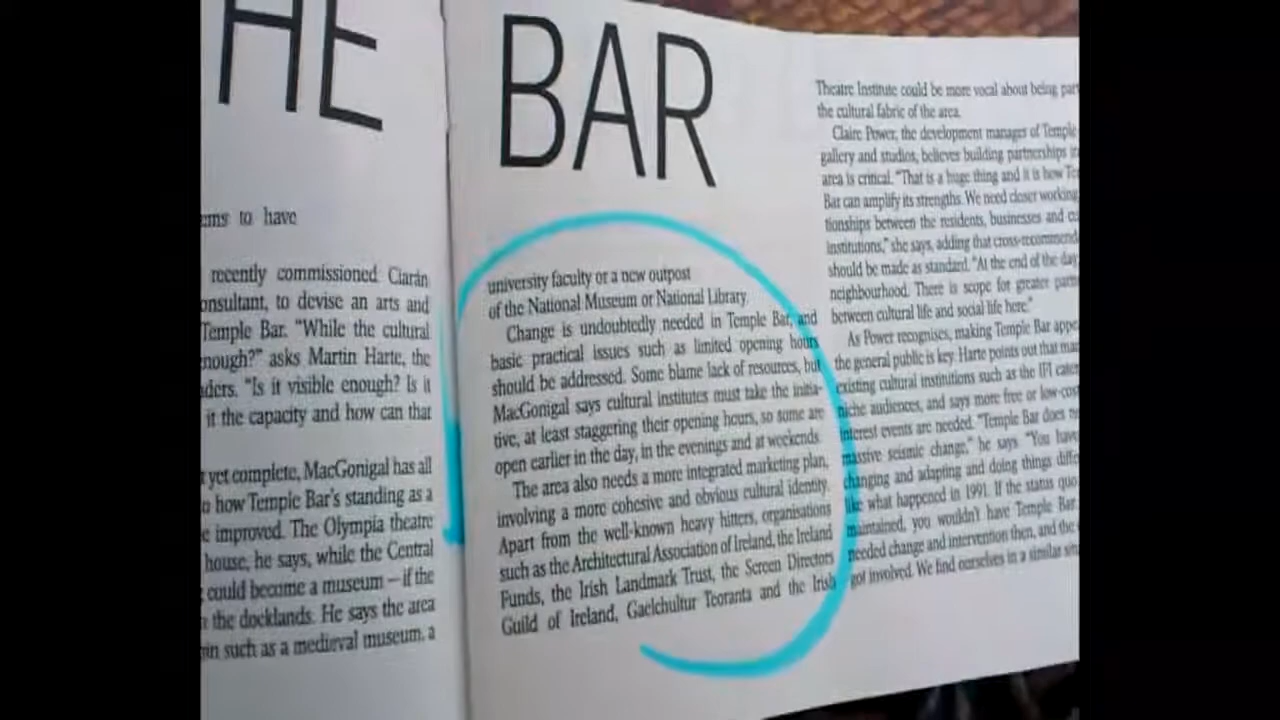 HE
BAR
ems to have
recently commissioned Ciarán
onsultant, to devise an arts and
Temple Bar. “While the cultural
nough?” asks Martin Harte, the
aders. “Is it visible enough? Is it
it the capacity and how can that
t yet complete, MacGonigal has all
o how Temple Bar’s standing as a
e improved. The Olympia theatre
house, he says, while the Central
could become a museum – if the
the docklands. He says the area
in such as a medieval museum, a
university faculty or a new outpost
of the National Museum or National Library.
Change is undoubtedly needed in Temple Bar, and
basic practical issues such as limited opening hours
should be addressed. Some blame lack of resources, but
MacGonigal says cultural institutes must take the initia-
tive, at least staggering their opening hours, so some are
open earlier in the day, in the evenings and at weekends.
The area also needs a more integrated marketing plan,
involving a more cohesive and obvious cultural identity.
Apart from the well-known heavy hitters, organisations
such as the Architectural Association of Ireland, the Ireland
Funds, the Irish Landmark Trust, the Screen Directors
Guild of Ireland, Gaelchultur Teoranta and the Irish
Theatre Institute could be more vocal about being part
the cultural fabric of the area.
Claire Power, the development manages of Temple
gallery and studios, believes building partnerships in
area is critical. “That is a huge thing and it is how Te
Bar can amplify its strengths. We need closer working
tionships between the residents, businesses and cu
institutions,” she says, adding that cross-recommend
should be made as standard. “At the end of the day
neighbourhood. There is scope for greater partn
between cultural life and social life here.”
As Power recognises, making Temple Bar appe
the general public is key. Harte points out that man
existing cultural institutions such as the IFI cater
niche audiences, and says more free or low-cost
interest events are needed. “Temple Bar does n
massive seismic change,” he says. “You have
changing and adapting and doing things diffe
like what happened in 1991. If the status quo
maintained, you wouldn’t have Temple Bar.
needed change and intervention then, and the
got involved. We find ourselves in a similar situ